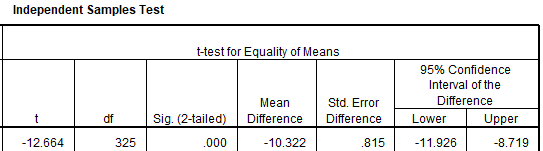 Independent Samples Test
t-test for Equality of Means
95% Confidence
Interval of the
Difference
t df Sig. (2-tailed) Mean Difference Std. Error Difference Lower Upper
-12.664 325 .000 -10.322 .815 -11.926 -8.719